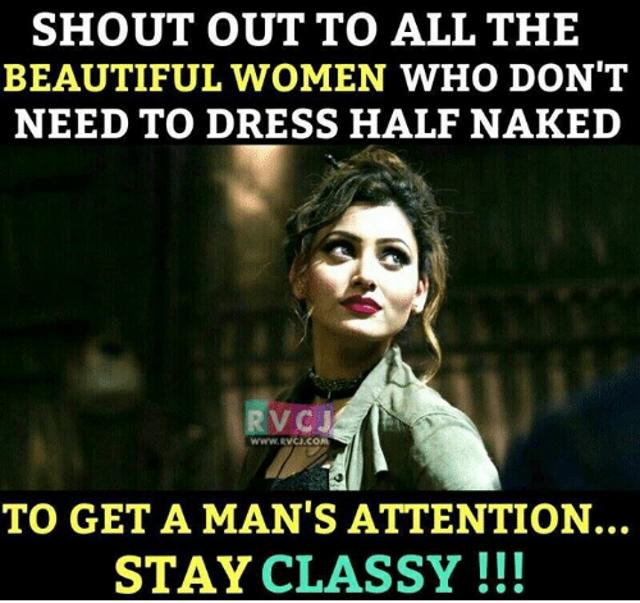 SHOUT OUT TO ALL THE
BEAUTIFUL WOMEN WHO DON'T
NEED TO DRESS HALF NAKED
RVCJ
WWW.RVCJ.COM
TO GET A MAN'S ATTENTION...
STAY CLASSY !!!